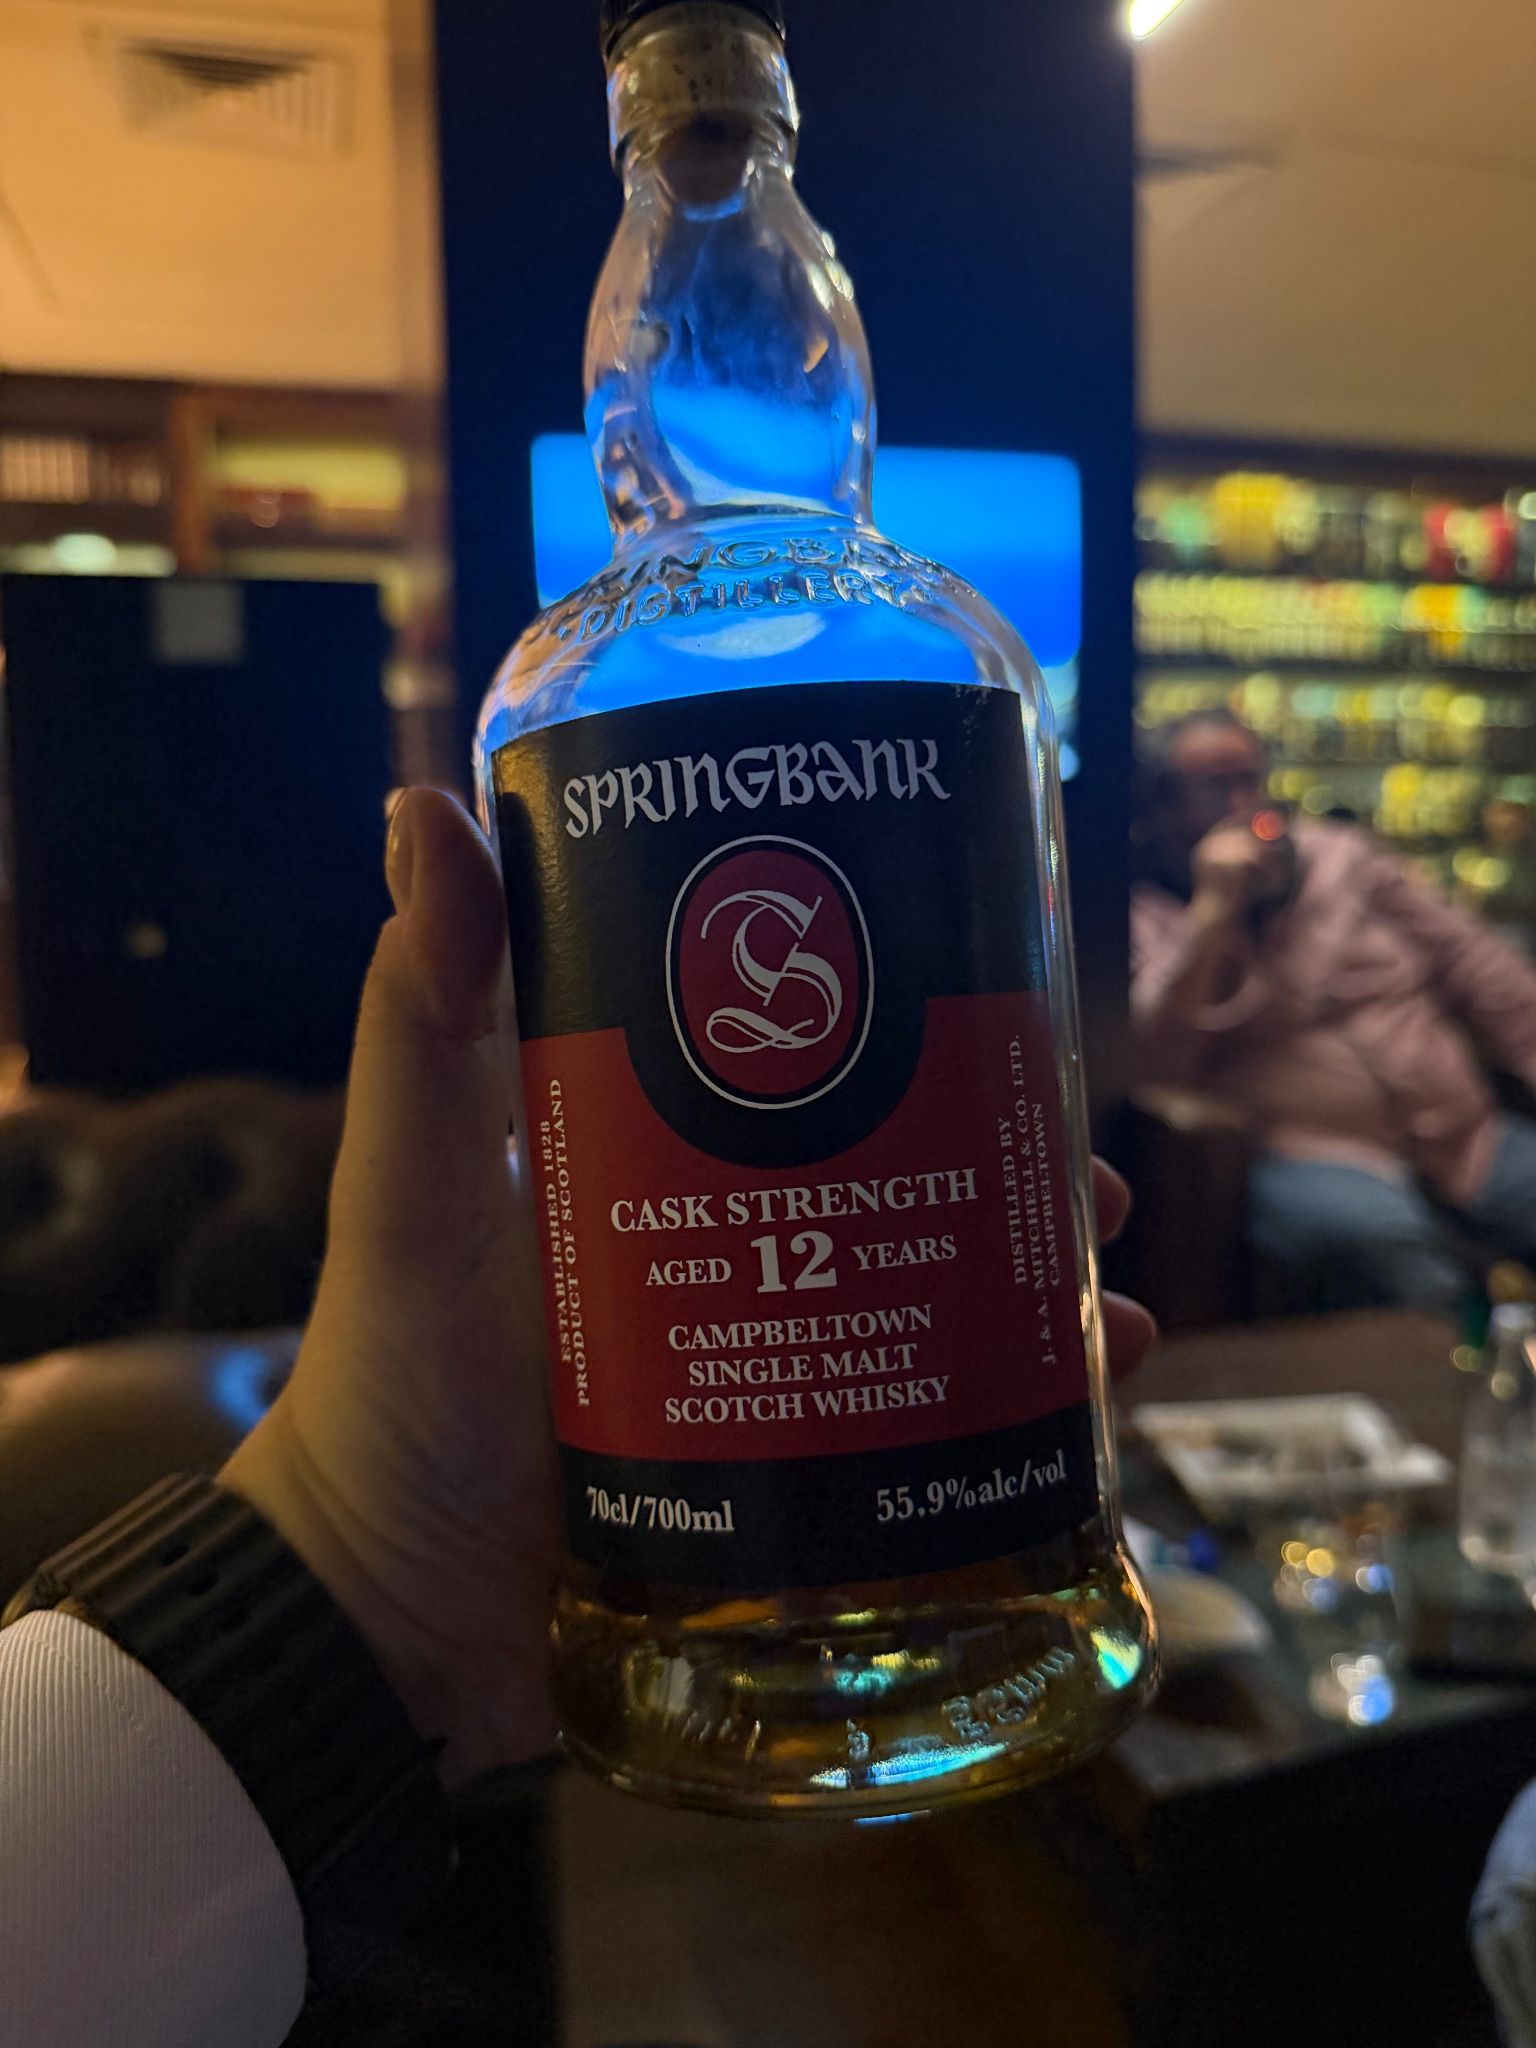 SPRINGBANK
DISTILLERY
SPRINGBANK
S
CASK STRENGTH
AGED 12 YEARS
CAMPBELTOWN
SINGLE MALT
SCOTCH WHISKY
ESTABLISHED 1828
PRODUCT OF SCOTLAND
DISTILLED BY
J. & A. MITCHELL & CO. LTD.
CAMPBELTOWN
70cl/700ml
55.9%alc/vol